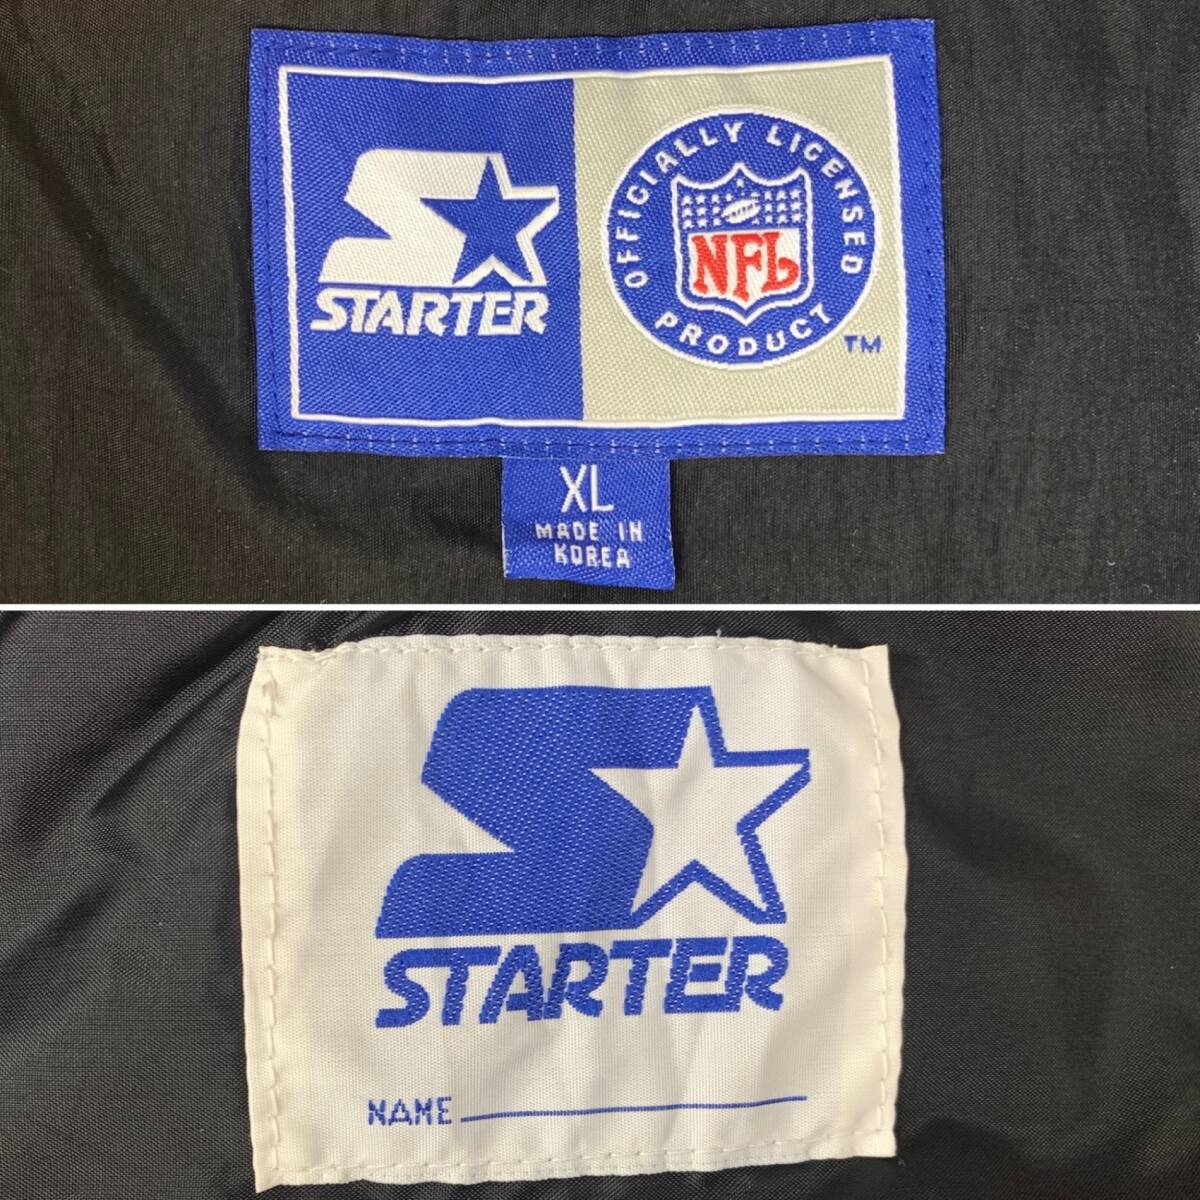 STARTER
OFFICIALLY LICENSED
NFL
PRODUCT
TM
XL
MADE IN
KOREA
STARTER
NAME